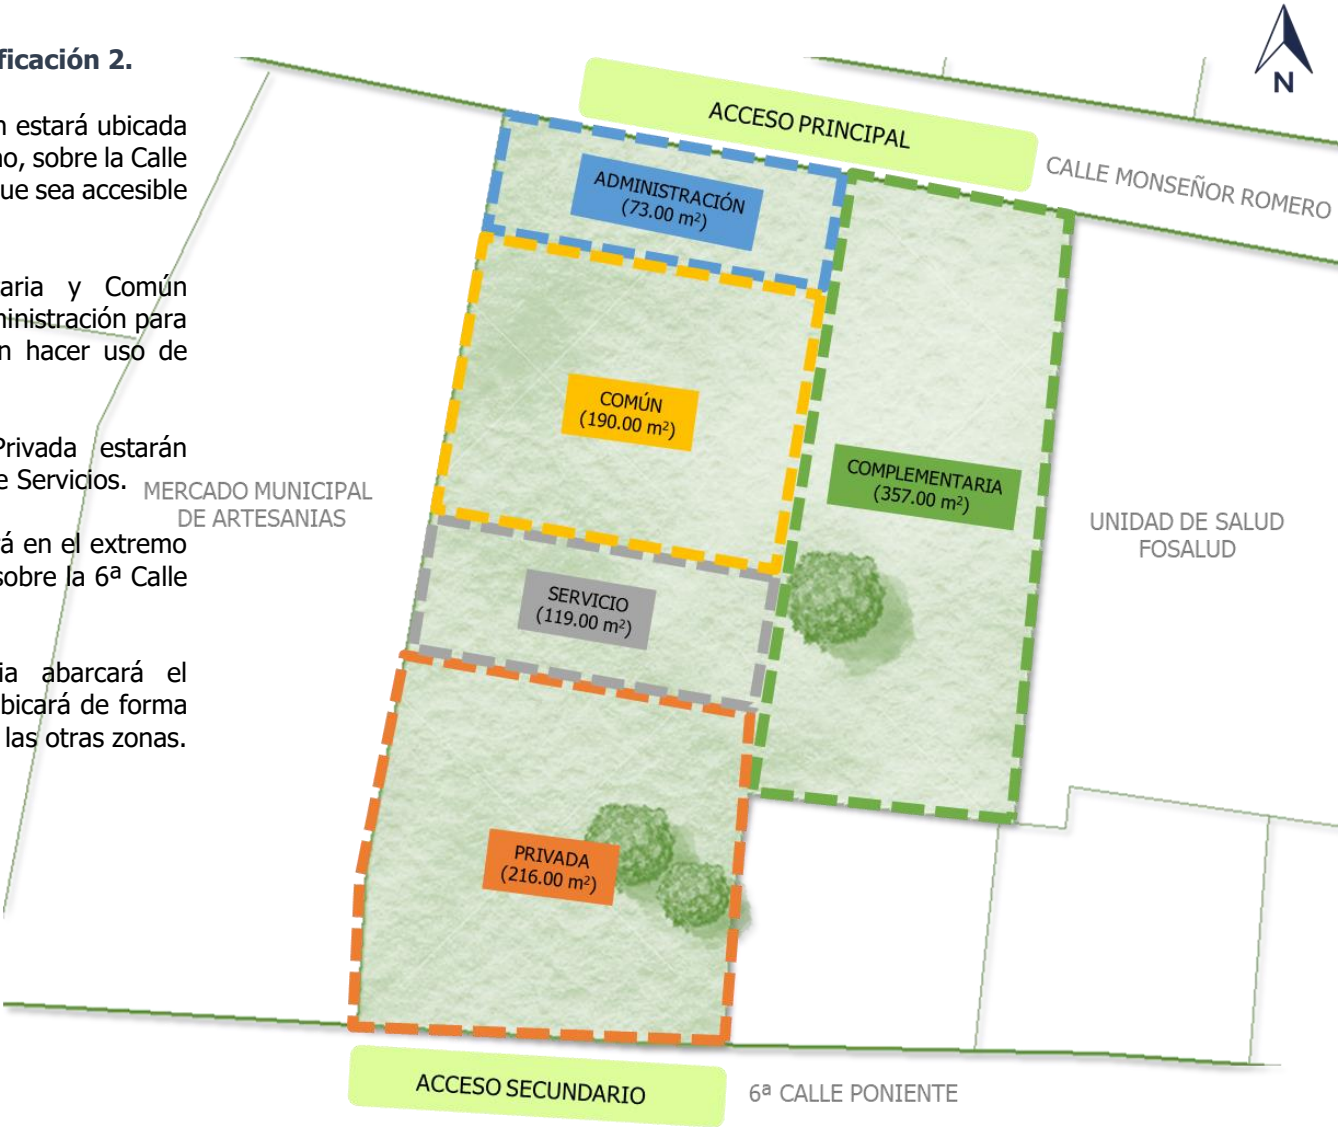 ficación 2.
n estará ubicada
no, sobre la Calle
ue sea accesible
aria y Común
ministración para
n hacer uso de
Privada estarán
e Servicios.
á en el extremo
sobre la 6ª Calle
ia abarcará el
bicará de forma
las otras zonas.
N
ACCESO PRINCIPAL
CALLE MONSEÑOR ROMERO
ADMINISTRACIÓN
(73.00 m²)
COMÚN
(190.00 m²)
COMPLEMENTARIA
(357.00 m²)
MERCADO MUNICIPAL
DE ARTESANIAS
UNIDAD DE SALUD
FOSALUD
SERVICIO
(119.00 m²)
PRIVADA
(216.00 m²)
ACCESO SECUNDARIO
6ª CALLE PONIENTE